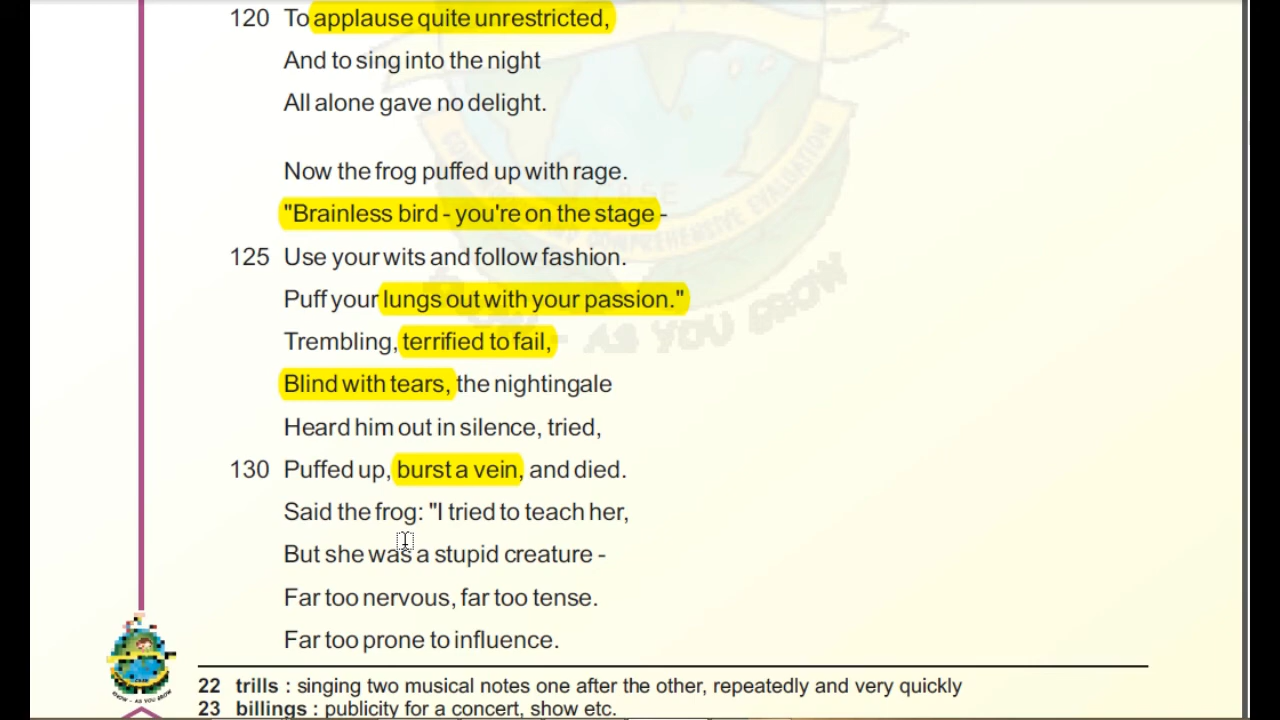 120 To applause quite unrestricted,
And to sing into the night
All alone gave no delight.
Now the frog puffed up with rage.
"Brainless bird - you're on the stage -
125 Use your wits and follow fashion.
Puff your lungs out with your passion."
Trembling, terrified to fail,
Blind with tears, the nightingale
Heard him out in silence, tried,
130 Puffed up, burst a vein, and died.
Said the frog: "I tried to teach her,
But she was a stupid creature -
Far too nervous, far too tense.
Far too prone to influence.
22 trills : singing two musical notes one after the other, repeatedly and very quickly
23 billings : publicity for a concert, show etc.